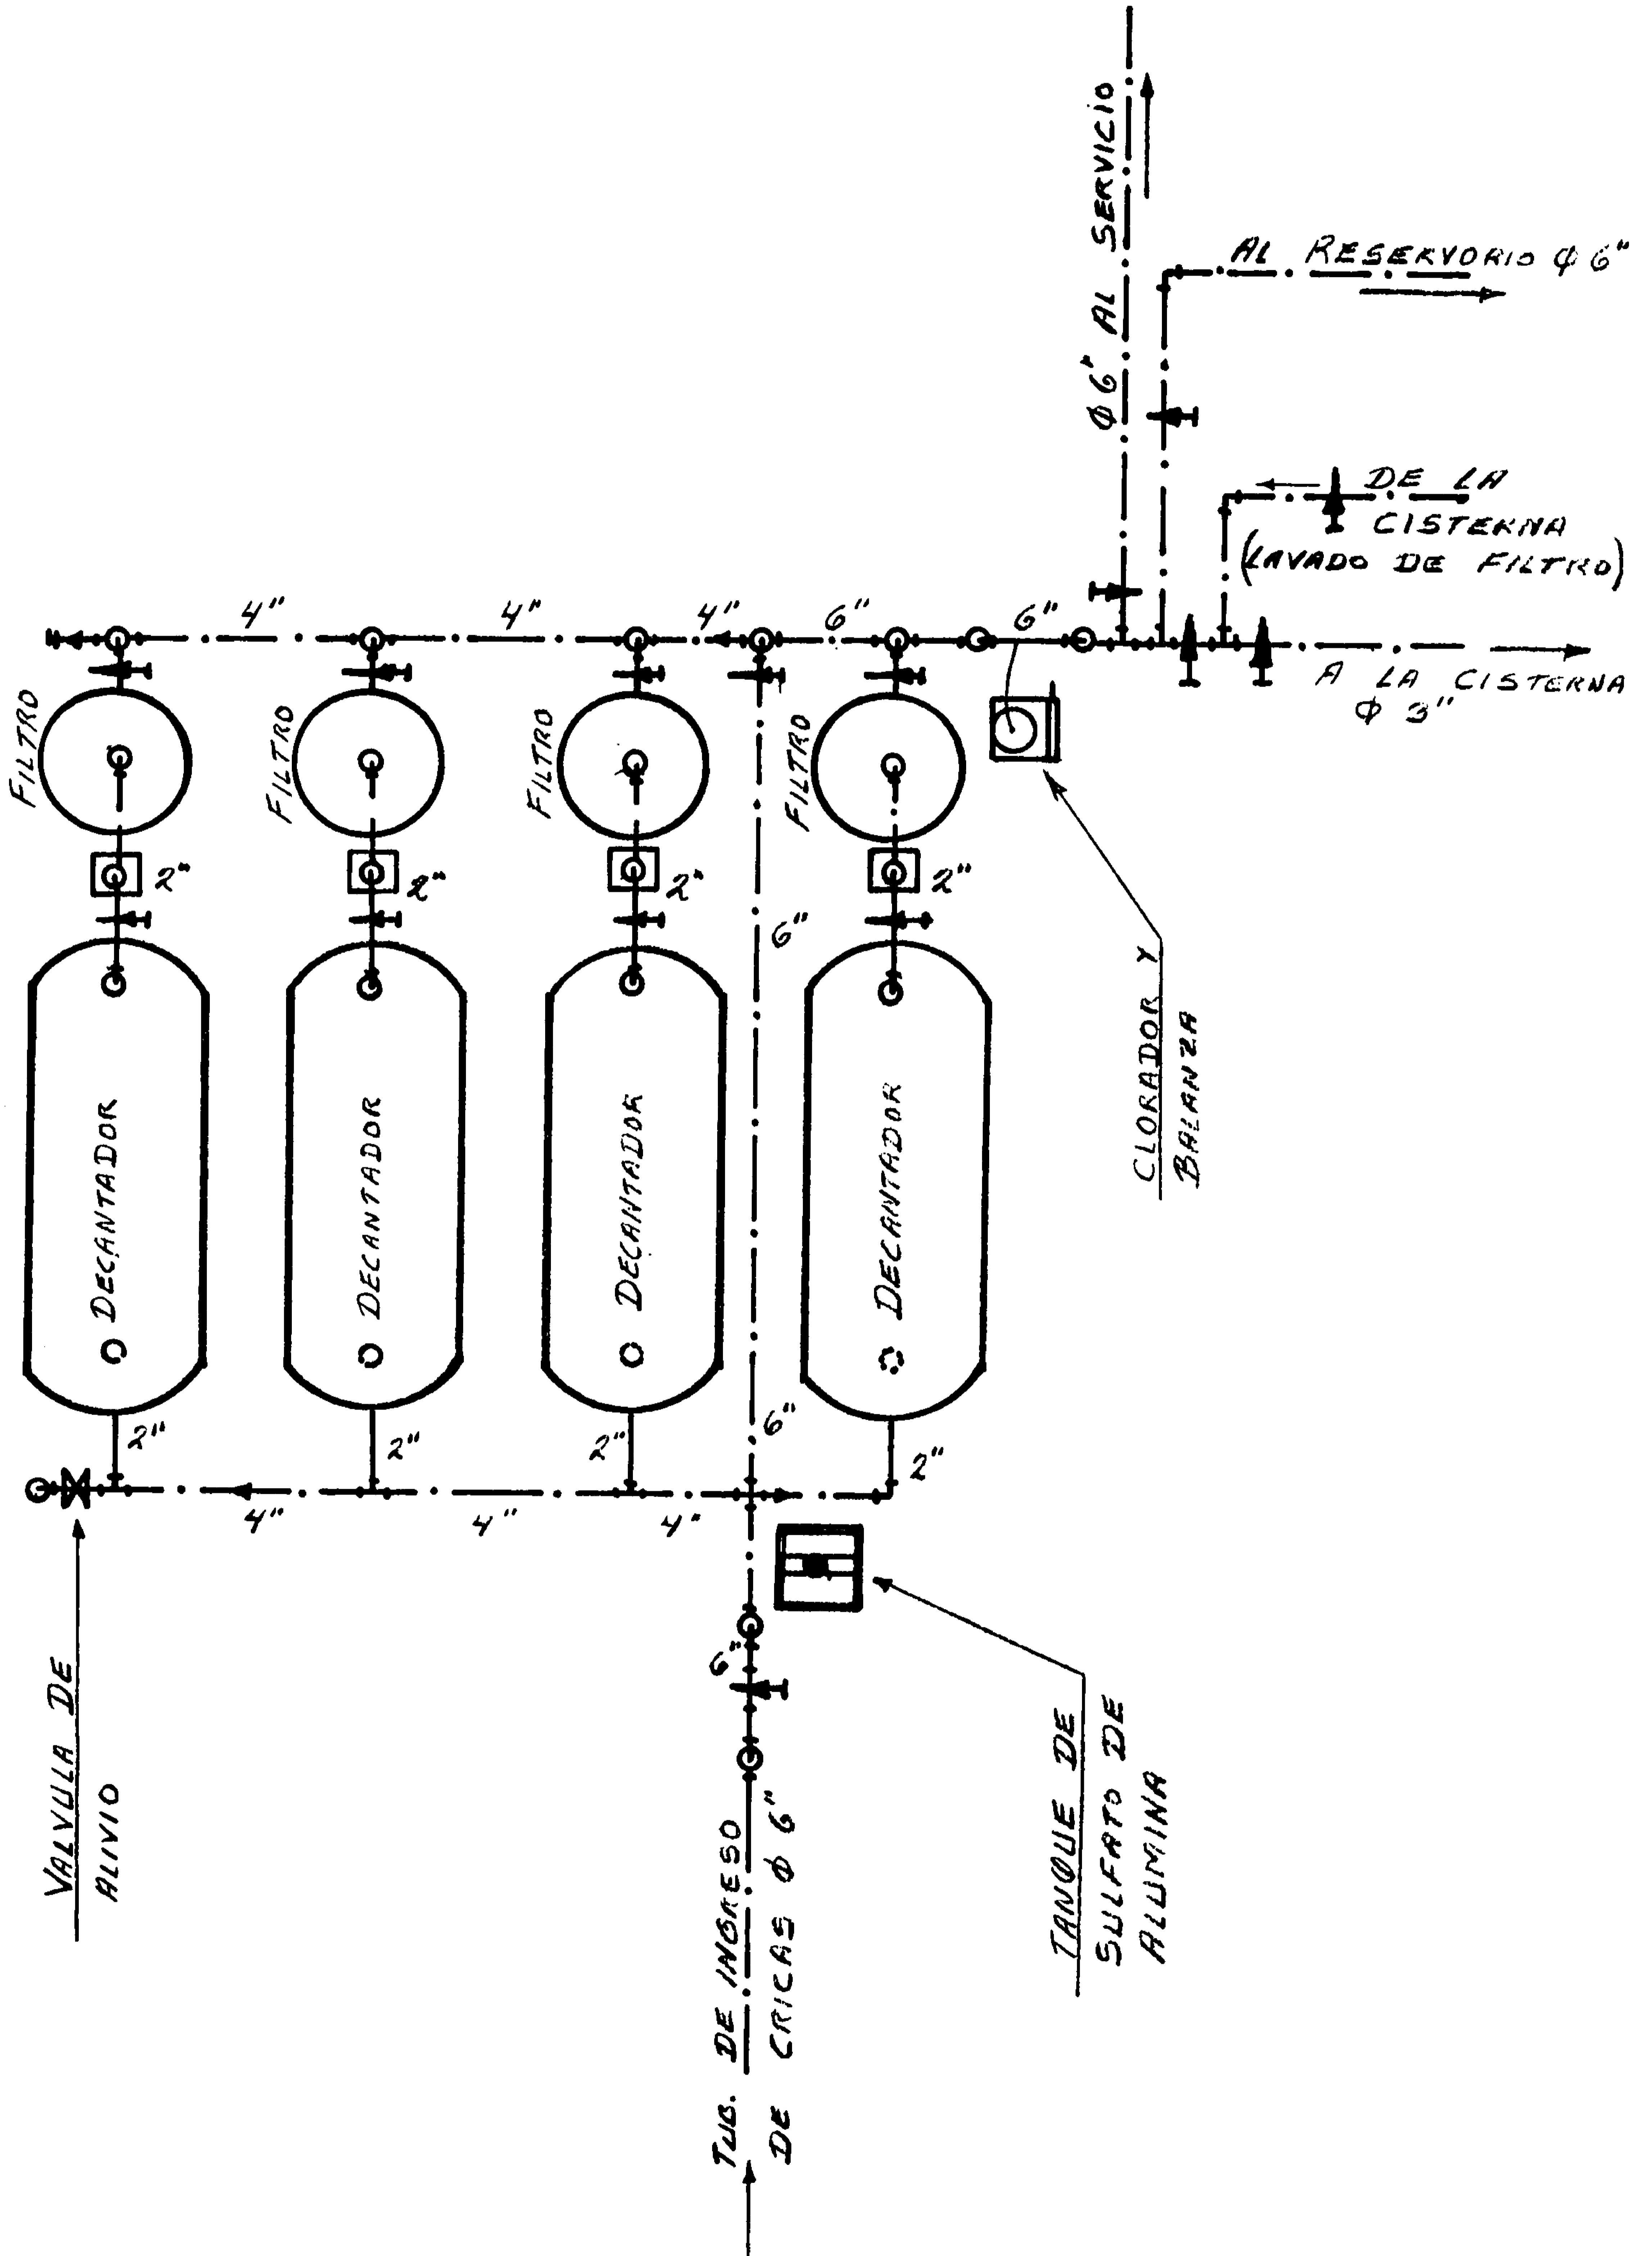 Φ 6" AL SERVICIO
AL RESERVORIO Φ 6"
DE LA
CISTERNA
(LAVADO DE FILTRO)
4"
4"
4"
6"
6"
A LA CISTERNA
Φ 3"
FILTRO
FILTRO
FILTRO
FILTRO
2"
2"
2"
2"
6"
CLORADOR Y
BALANZA
DECANTADOR
DECANTADOR
DECANTADOR
DECANTADOR
2"
2"
2"
6"
2"
4"
4"
4"
6"
VALVULA DE
ALIVIO
TANQUE DE
SULFATO DE
ALUMINA
TUB. DE INGRESO
DE CRICAS Φ 6"